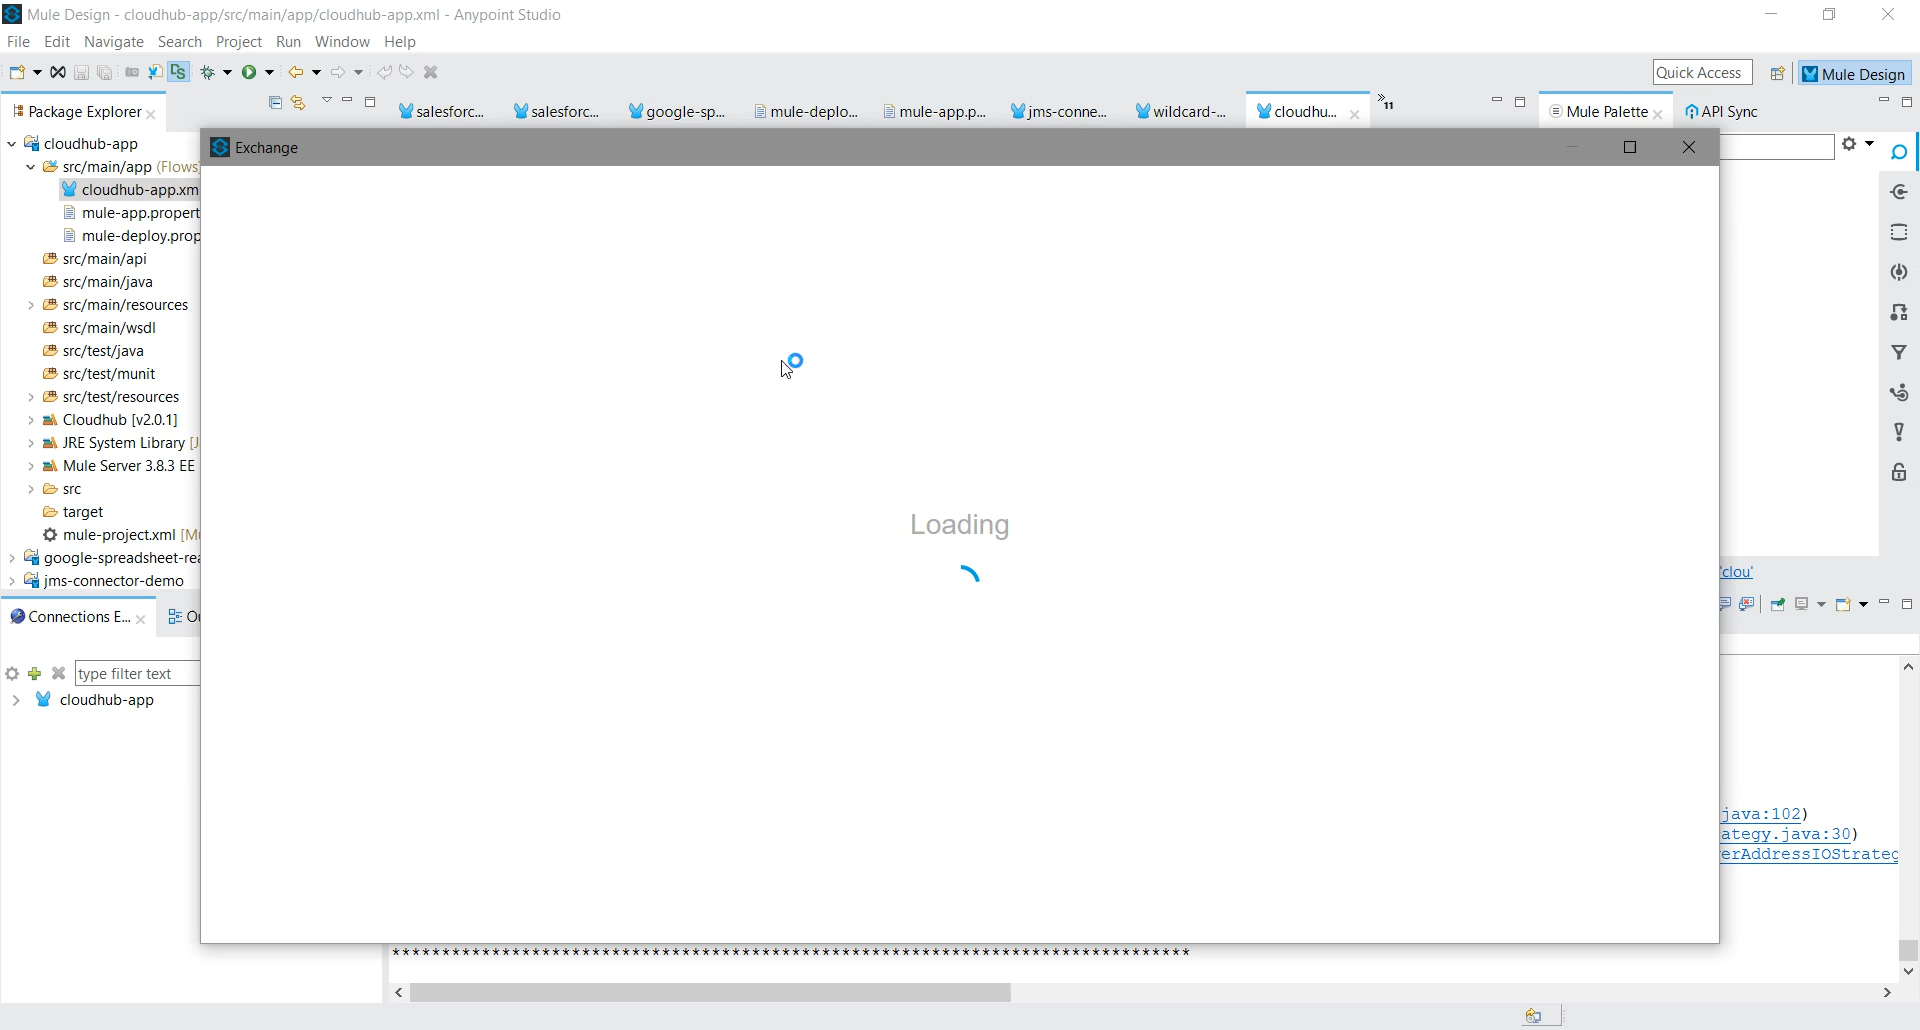 Mule Design - cloudhub-app/src/main/app/cloudhub-app.xml - Anypoint Studio
File Edit Navigate Search Project Run Window Help
Quick Access
Mule Design
Package Explorer
salesforc...
salesforc...
google-sp...
mule-deplo...
mule-app.p...
jms-conne...
wildcard-...
cloudhu...
»11
Mule Palette
API Sync
Exchange
cloudhub-app
src/main/app (Flows)
cloudhub-app.xm
mule-app.propert
mule-deploy.prop
src/main/api
src/main/java
src/main/resources
src/main/wsdl
src/test/java
src/test/munit
src/test/resources
Cloudhub [v2.0.1]
JRE System Library [J
Mule Server 3.8.3 EE
src
target
mule-project.xml [Mu
google-spreadsheet-rea
jms-connector-demo
Loading
'clou'
Connections E...
Ou
type filter text
cloudhub-app
java:102)
ategy.java:30)
erAddressIOStrateg
********************************************************************************